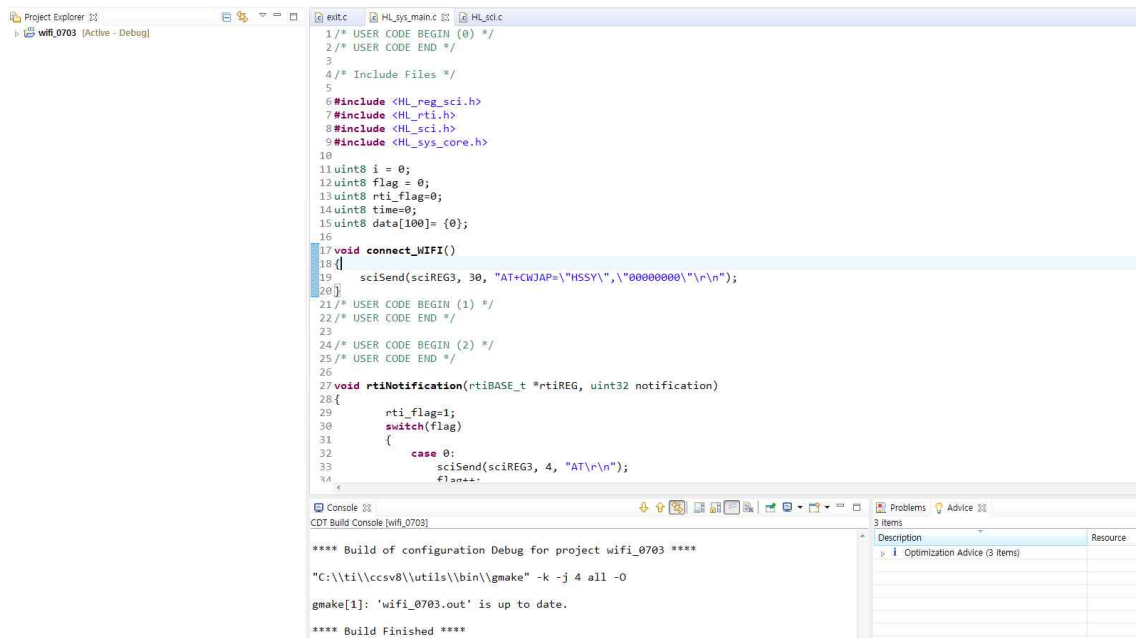 Project Explorer
wifi_0703 [Active - Debug]
exit.c HL_sys_main.c HL_sci.c
1 /* USER CODE BEGIN (0) */
2 /* USER CODE END */
3
4 /* Include Files */
5
6 #include <HL_reg_sci.h>
7 #include <HL_rti.h>
8 #include <HL_sci.h>
9 #include <HL_sys_core.h>
10
11 uint8 i = 0;
12 uint8 flag = 0;
13 uint8 rti_flag=0;
14 uint8 time=0;
15 uint8 data[100]= {0};
16
17 void connect_WIFI()
18 {
19 sciSend(sciREG3, 30, "AT+CWJAP=\"HSSY\",\"00000000\"\r\n");
20 }
21 /* USER CODE BEGIN (1) */
22 /* USER CODE END */
23
24 /* USER CODE BEGIN (2) */
25 /* USER CODE END */
26
27 void rtiNotification(rtiBASE_t *rtiREG, uint32 notification)
28 {
29 rti_flag=1;
30 switch(flag)
31 {
32 case 0:
33 sciSend(sciREG3, 4, "AT\r\n");
34 flag++;
Console
CDT Build Console [wifi_0703]
**** Build of configuration Debug for project wifi_0703 ****
"C:\\ti\\ccsv8\\utils\\bin\\gmake" -k -j 4 all -O
gmake[1]: 'wifi_0703.out' is up to date.
**** Build Finished ****
Problems Advice
3 items
Description Resource
i Optimization Advice (3 items)